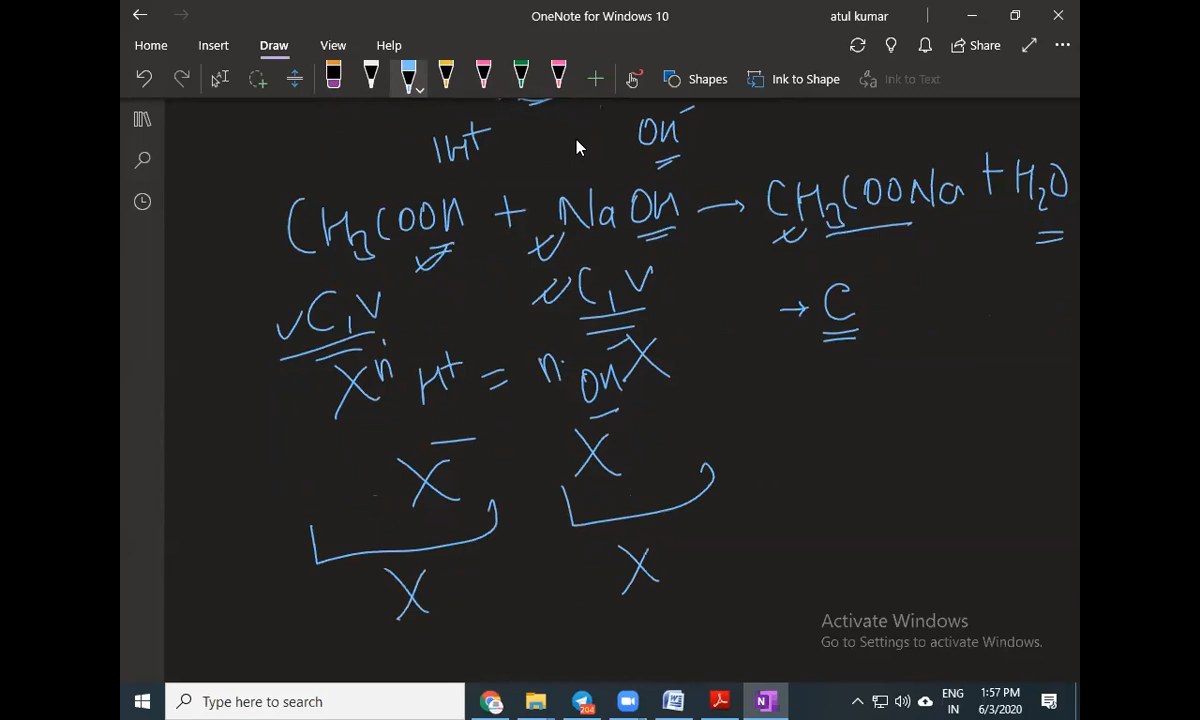 OneNote for Windows 10
atul kumar
Home Insert Draw View Help
Share
Shapes
Ink to Shape
Ink to Text
1H⁺
OH⁻
CH₃COOH + NaOH → CH₃COONa + H₂O
C₁V
C₁V
→ C
X n H⁺ = n OH⁻ X
X X
X X
Activate Windows
Go to Settings to activate Windows.
Type here to search
204
ENG
IN
1:57 PM
6/3/2020